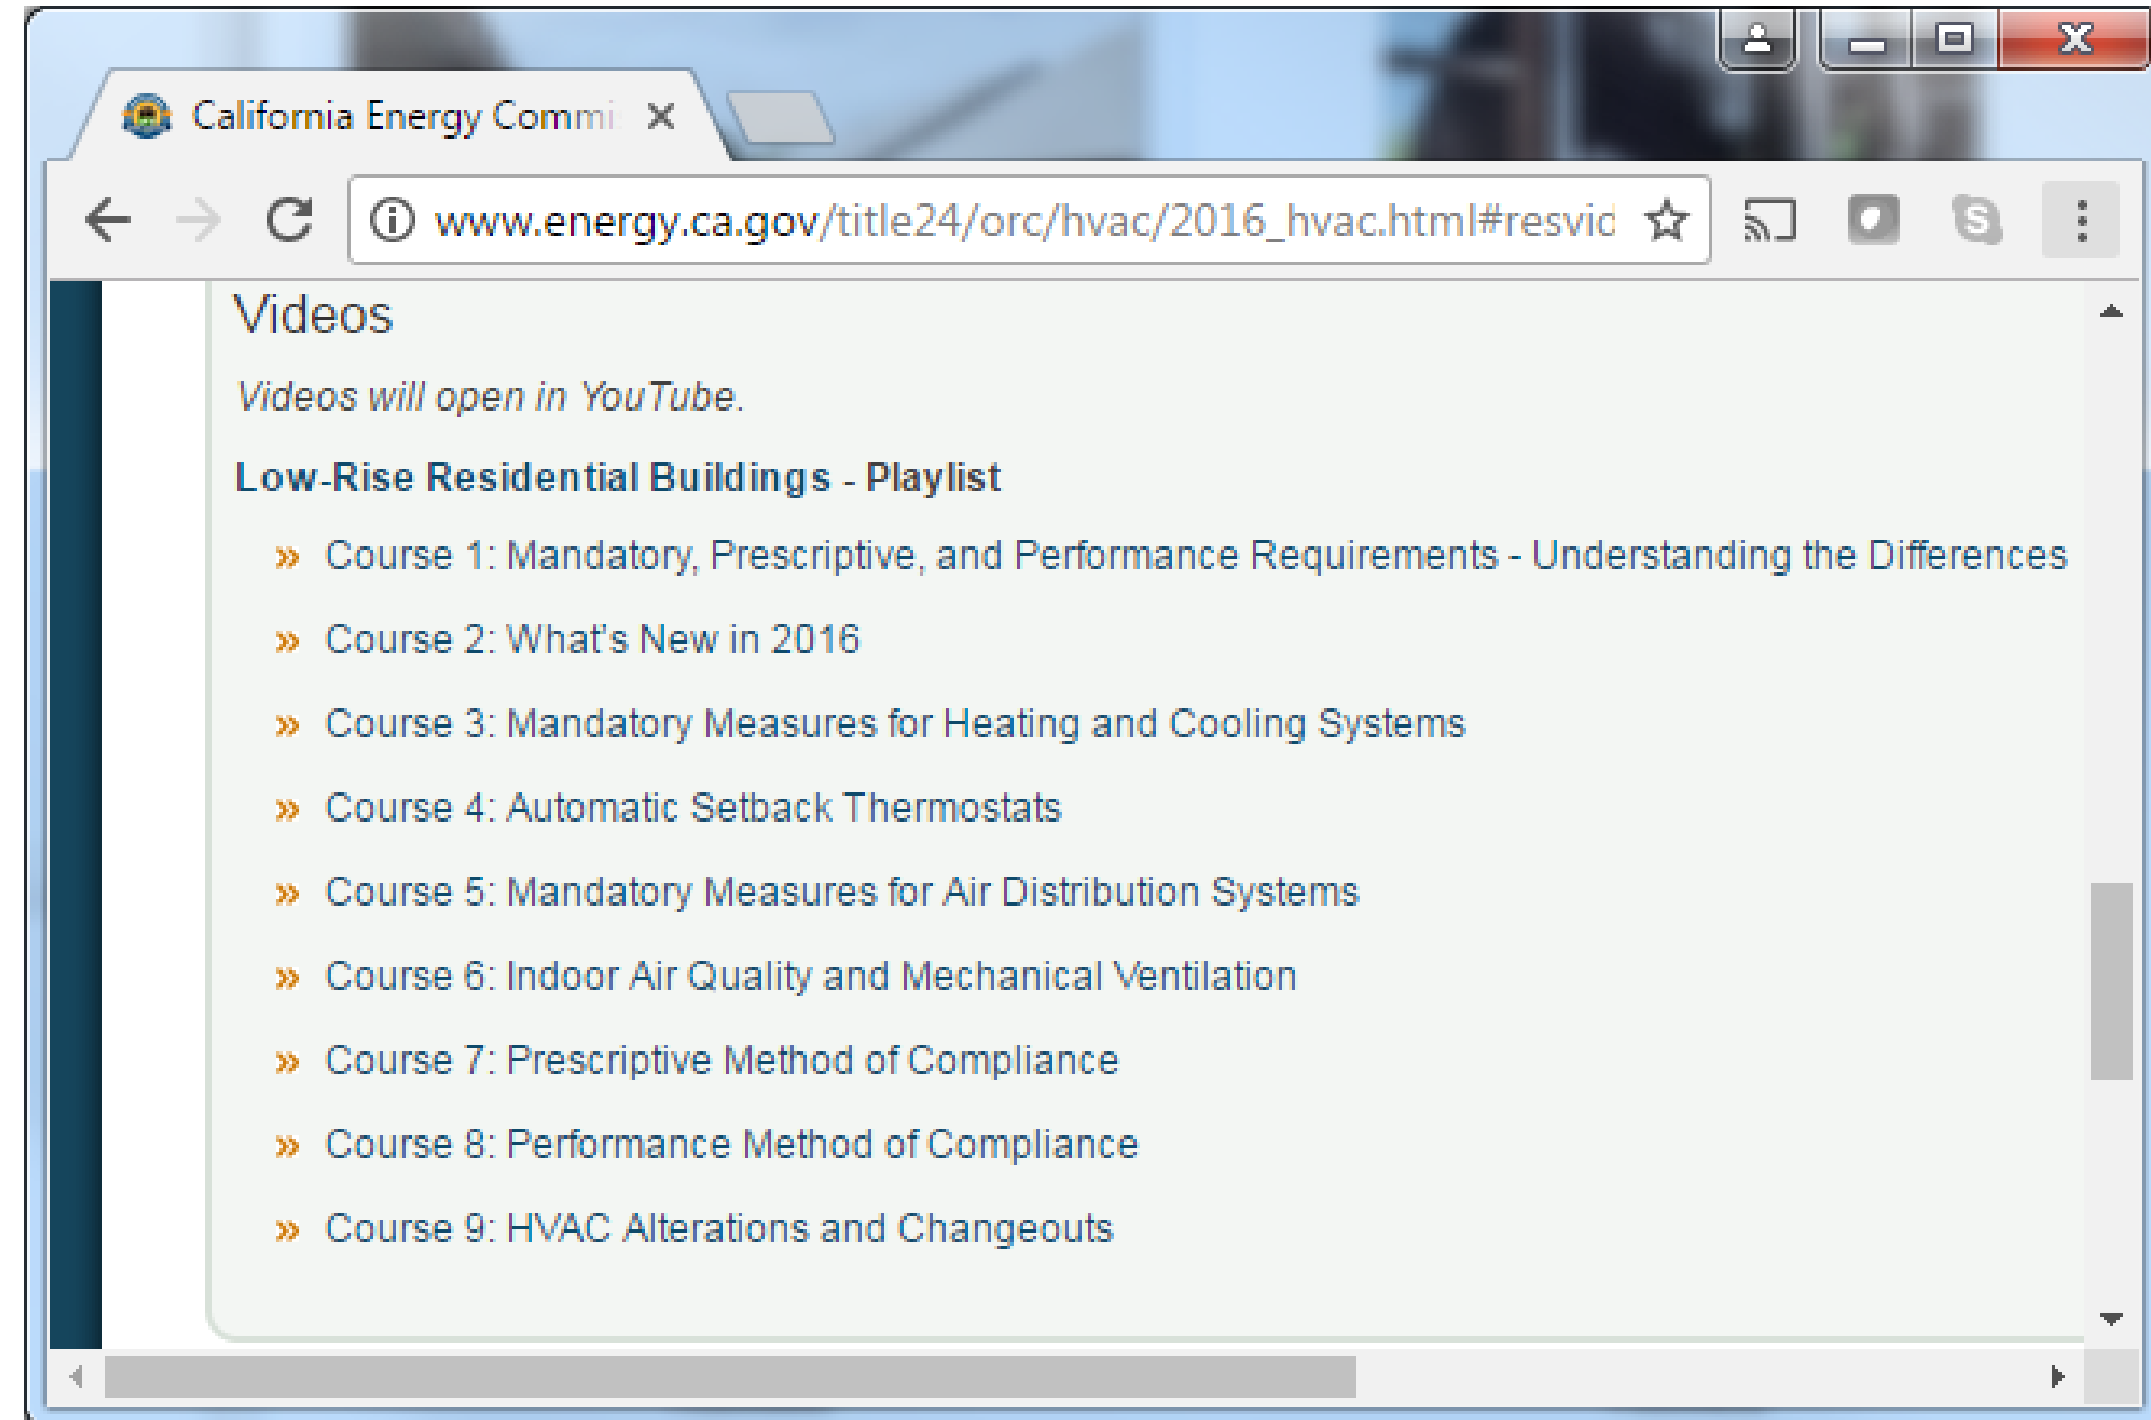 California Energy Commi
www.energy.ca.gov/title24/orc/hvac/2016_hvac.html#resvid
Videos
Videos will open in YouTube.
Low-Rise Residential Buildings - Playlist
» Course 1: Mandatory, Prescriptive, and Performance Requirements - Understanding the Differences
» Course 2: What's New in 2016
» Course 3: Mandatory Measures for Heating and Cooling Systems
» Course 4: Automatic Setback Thermostats
» Course 5: Mandatory Measures for Air Distribution Systems
» Course 6: Indoor Air Quality and Mechanical Ventilation
» Course 7: Prescriptive Method of Compliance
» Course 8: Performance Method of Compliance
» Course 9: HVAC Alterations and Changeouts